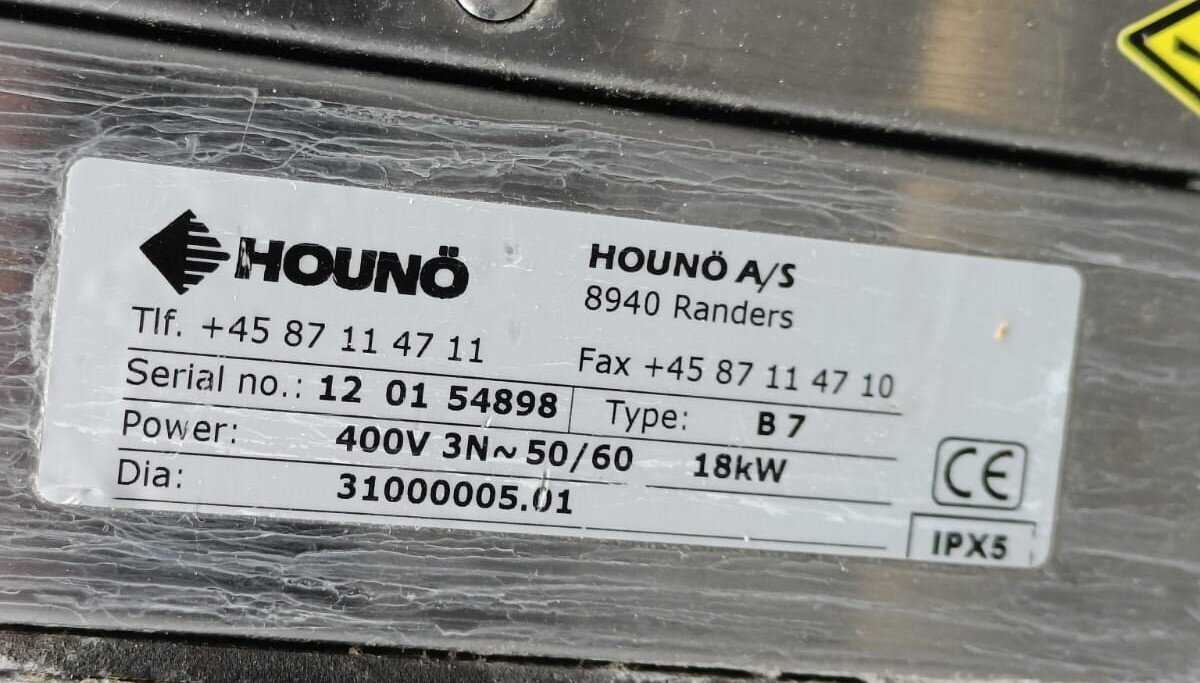 HOUNÖ
HOUNÖ A/S
8940 Randers
Tlf. +45 87 11 47 11
Fax +45 87 11 47 10
Serial no.: 12 01 54898 Type: B 7
Power: 400V 3N~ 50/60 18kW
Dia: 31000005.01
CE
IPX5